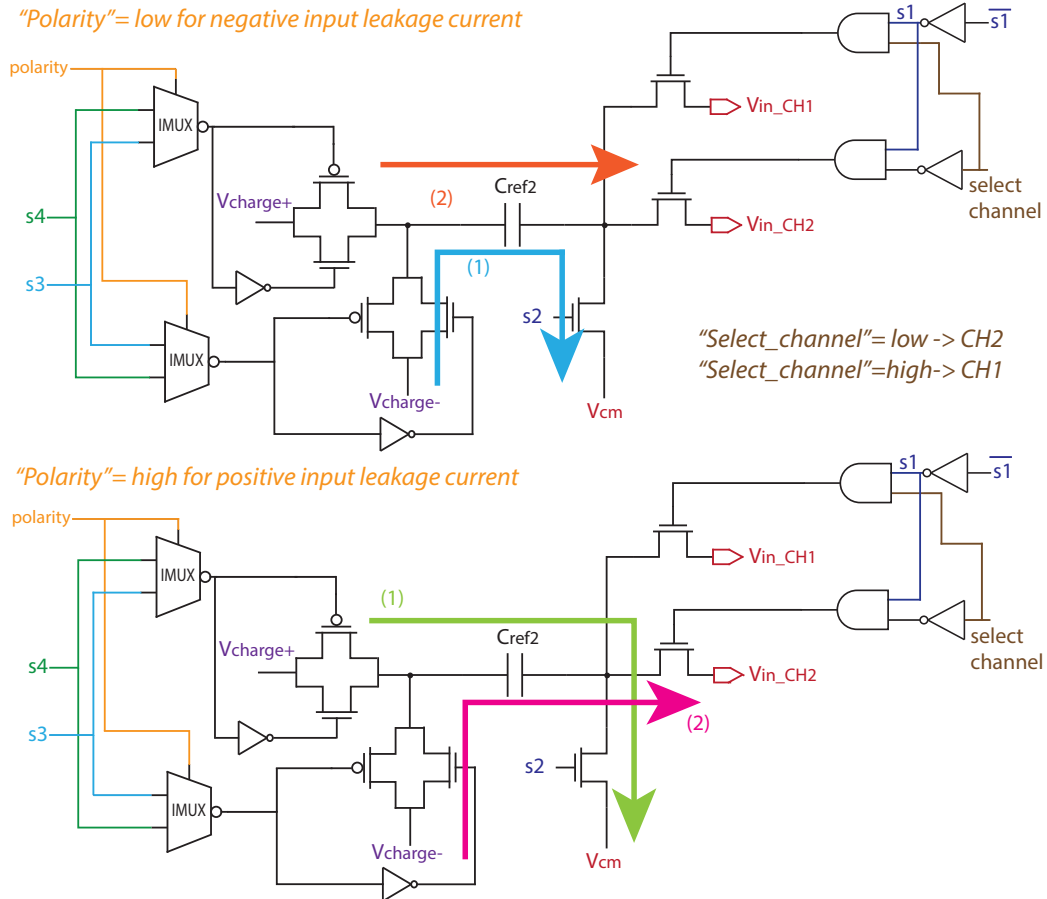 “Polarity”= low for negative input leakage current
s1
s1
polarity
IMUX
Vin_CH1
select
channel
Vcharge+
(2)
Cref2
s4
Vin_CH2
(1)
s3
s2
IMUX
“Select_channel”= low -> CH2
“Select_channel”=high-> CH1
Vcharge-
Vcm
“Polarity”= high for positive input leakage current
s1
s1
polarity
IMUX
Vin_CH1
(1)
Cref2
select
channel
Vcharge+
s4
Vin_CH2
(2)
s3
s2
IMUX
Vcharge-
Vcm